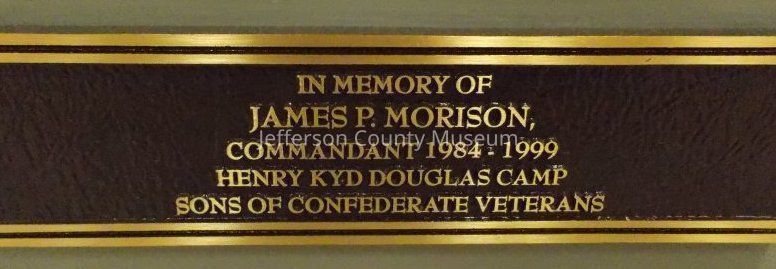 IN MEMORY OF
JAMES P. MORISON,
Jefferson County Museum
COMMANDANT 1984 - 1999
HENRY KYD DOUGLAS CAMP
SONS OF CONFEDERATE VETERANS